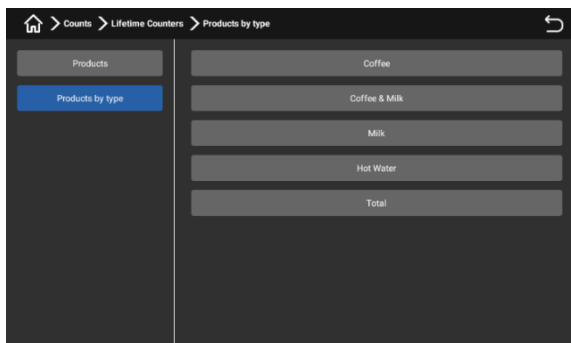 Counts Lifetime Counters Products by type
Products
Products by type
Coffee
Coffee & Milk
Milk
Hot Water
Total